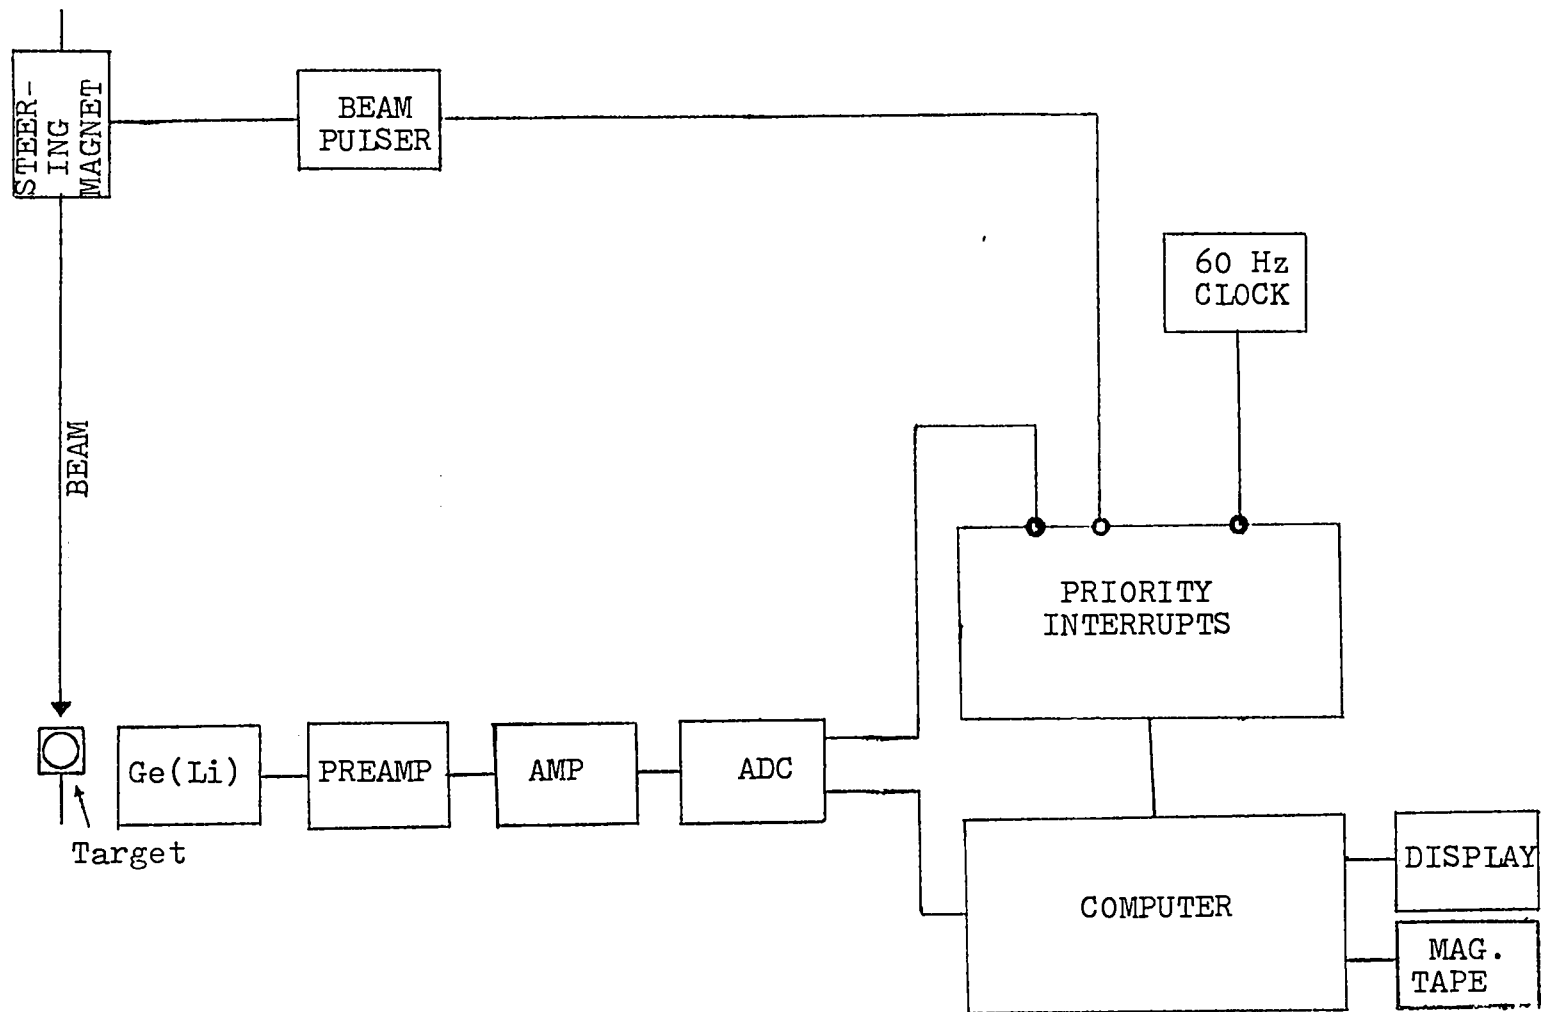 STEER-
ING
MAGNET
BEAM
PULSER
60 Hz
CLOCK
BEAM
PRIORITY
INTERRUPTS
Ge(Li)
PREAMP
AMP
ADC
Target
COMPUTER
DISPLAY
MAG.
TAPE